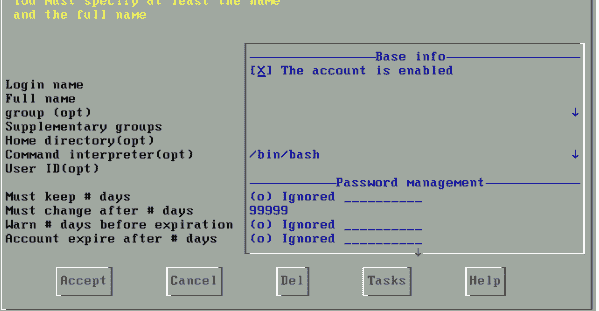 You must specify at least the name
and the full name
Base info
[X] The account is enabled
Login name
Full name
group (opt)
Supplementary groups
Home directory(opt)
Command interpreter(opt) /bin/bash
User ID(opt)
Password management
Must keep # days (o) Ignored __________
Must change after # days 99999
Warn # days before expiration (o) Ignored __________
Account expire after # days (o) Ignored __________
Accept Cancel Del Tasks Help